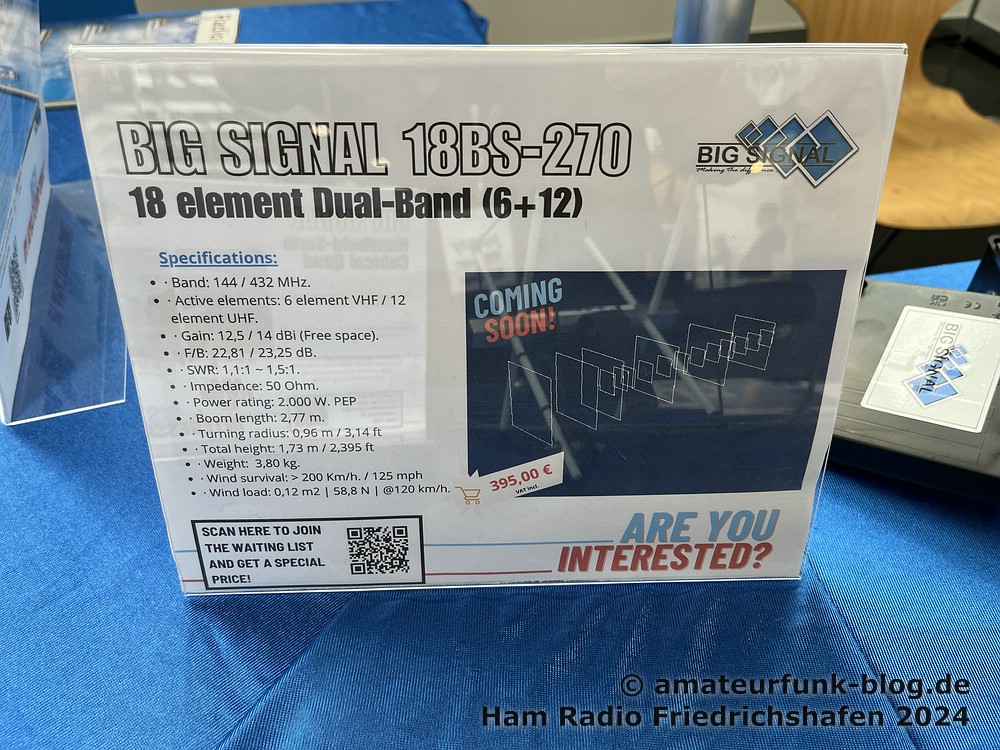 BIG SIGNAL 18BS-270
18 element Dual-Band (6+12)
BIG SIGNAL
Making the difference
Specifications:
• · Band: 144 / 432 MHz.
• · Active elements: 6 element VHF / 12
element UHF.
• · Gain: 12,5 / 14 dBi (Free space).
• · F/B: 22,81 / 23,25 dB.
• · SWR: 1,1:1 ~ 1,5:1.
• · Impedance: 50 Ohm.
• · Power rating: 2.000 W. PEP
• · Boom length: 2,77 m.
• · Turning radius: 0,96 m / 3,14 ft
• · Total height: 1,73 m / 2,395 ft
• · Weight: 3,80 kg.
• · Wind survival: > 200 Km/h. / 125 mph
• · Wind load: 0,12 m2 | 58,8 N | @120 km/h.
COMING
SOON!
395,00 €
VAT incl.
SCAN HERE TO JOIN
THE WAITING LIST
AND GET A SPECIAL
PRICE!
ARE YOU
INTERESTED?
BIG SIGNAL
© amateurfunk-blog.de
Ham Radio Friedrichshafen 2024